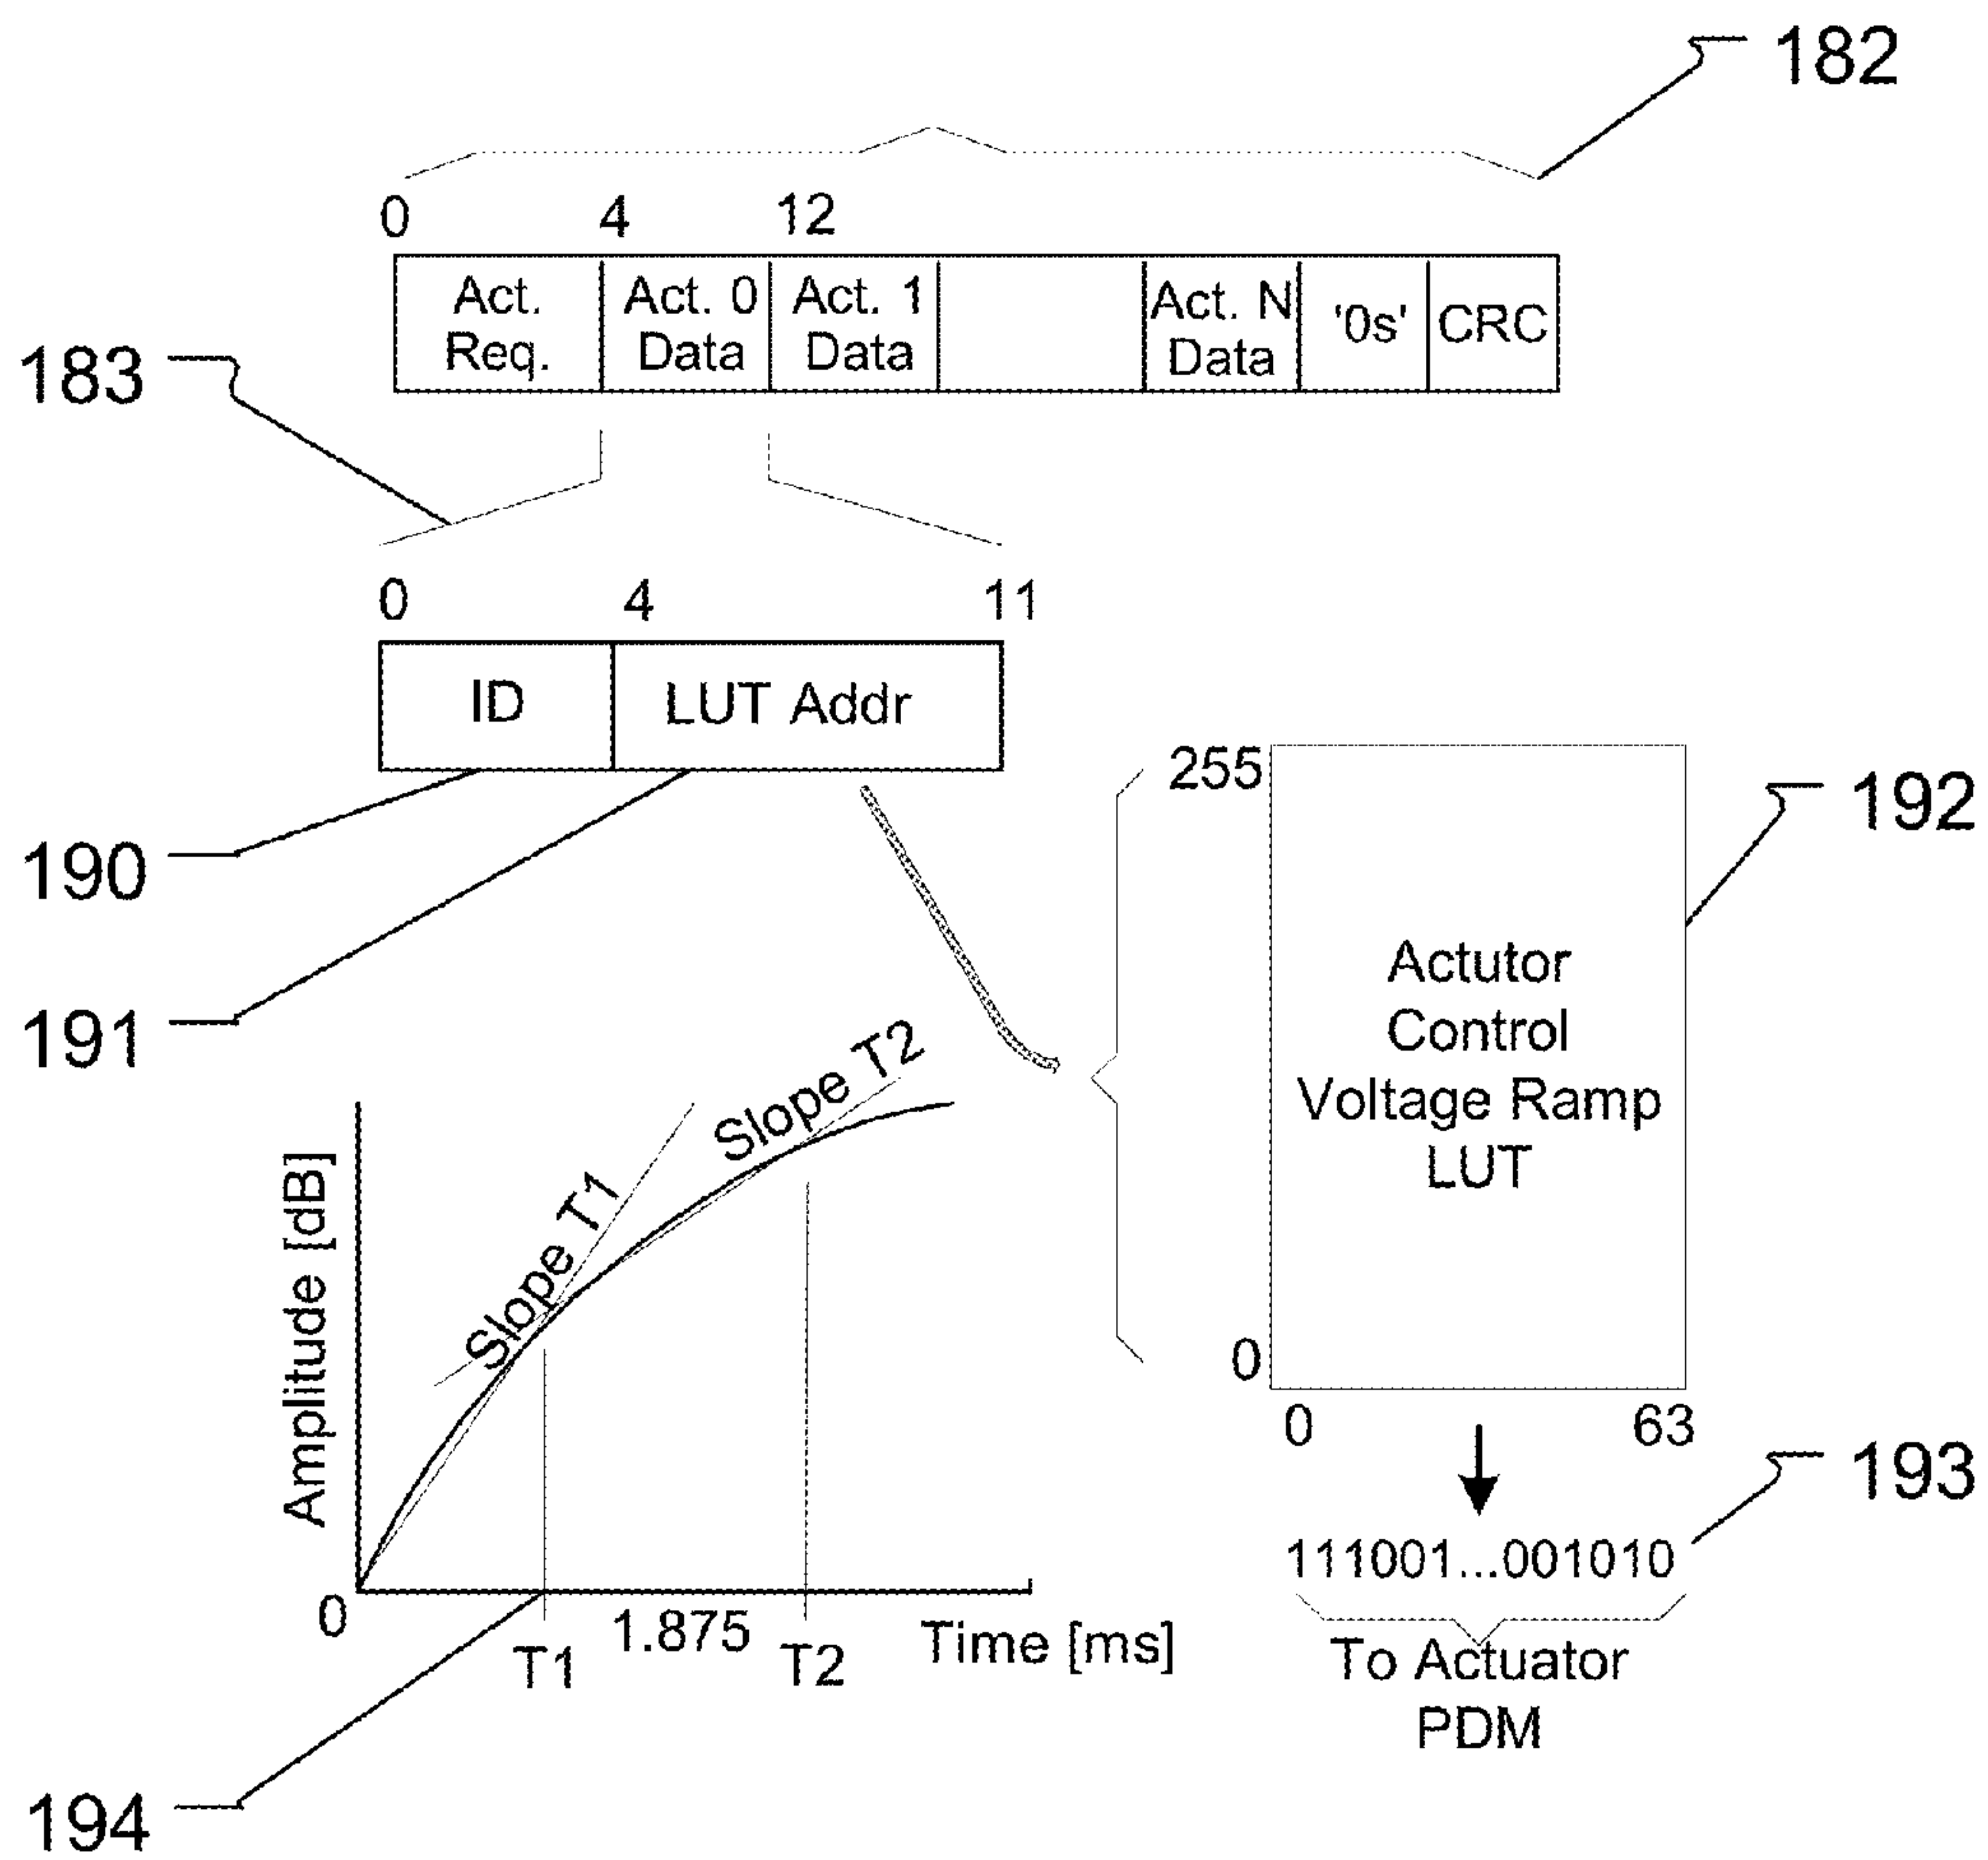 182
0 4 12
Act. Req. Act. 0 Data Act. 1 Data Act. N Data '0s' CRC
183
0 4 11
ID LUT Addr
190
191
255
192
Actutor
Control
Voltage Ramp
LUT
0
0 63
193
111001...001010
To Actuator
PDM
Amplitude [dB]
Slope T1
Slope T2
0
T1 1.875 T2 Time [ms]
194